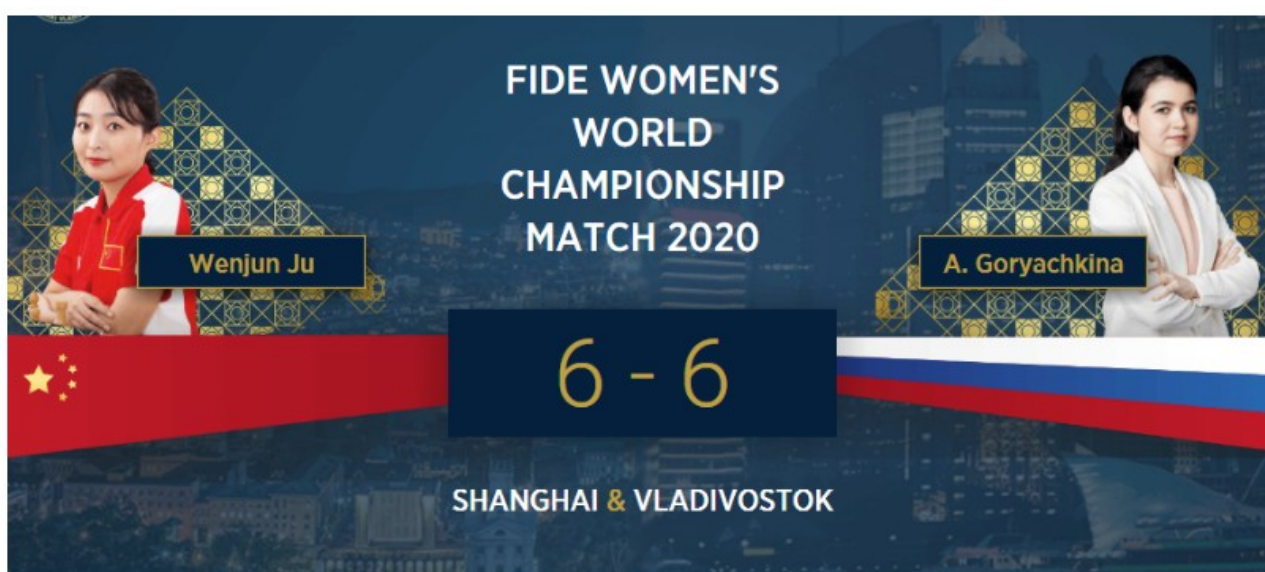 FIDE WOMEN'S
WORLD
CHAMPIONSHIP
MATCH 2020
Wenjun Ju
A. Goryachkina
6 - 6
SHANGHAI & VLADIVOSTOK